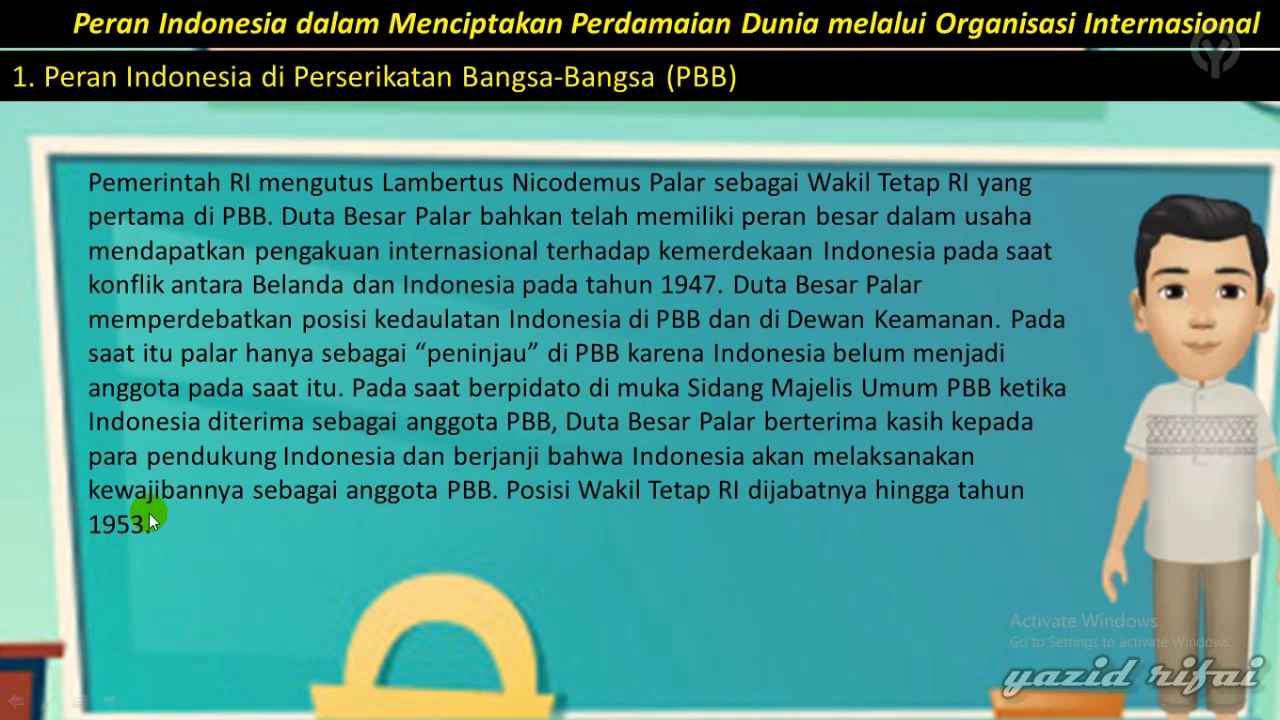 Peran Indonesia dalam Menciptakan Perdamaian Dunia melalui Organisasi Internasional
1. Peran Indonesia di Perserikatan Bangsa-Bangsa (PBB)
Pemerintah RI mengutus Lambertus Nicodemus Palar sebagai Wakil Tetap RI yang
pertama di PBB. Duta Besar Palar bahkan telah memiliki peran besar dalam usaha
mendapatkan pengakuan internasional terhadap kemerdekaan Indonesia pada saat
konflik antara Belanda dan Indonesia pada tahun 1947. Duta Besar Palar
memperdebatkan posisi kedaulatan Indonesia di PBB dan di Dewan Keamanan. Pada
saat itu palar hanya sebagai “peninjau” di PBB karena Indonesia belum menjadi
anggota pada saat itu. Pada saat berpidato di muka Sidang Majelis Umum PBB ketika
Indonesia diterima sebagai anggota PBB, Duta Besar Palar berterima kasih kepada
para pendukung Indonesia dan berjanji bahwa Indonesia akan melaksanakan
kewajibannya sebagai anggota PBB. Posisi Wakil Tetap RI dijabatnya hingga tahun
1953.
Activate Windows
Go to Settings to activate Windows.
yazid rifai